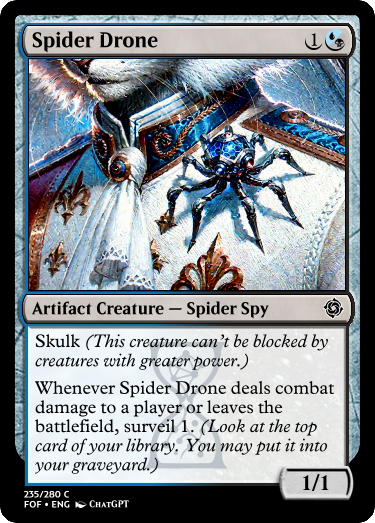 Spider Drone 1
Artifact Creature — Spider Spy
Skulk (This creature can't be blocked by
creatures with greater power.)
Whenever Spider Drone deals combat
damage to a player or leaves the
battlefield, surveil 1. (Look at the top
card of your library. You may put it into
your graveyard.)
1/1
235/280 C
FOF • ENG ChatGPT